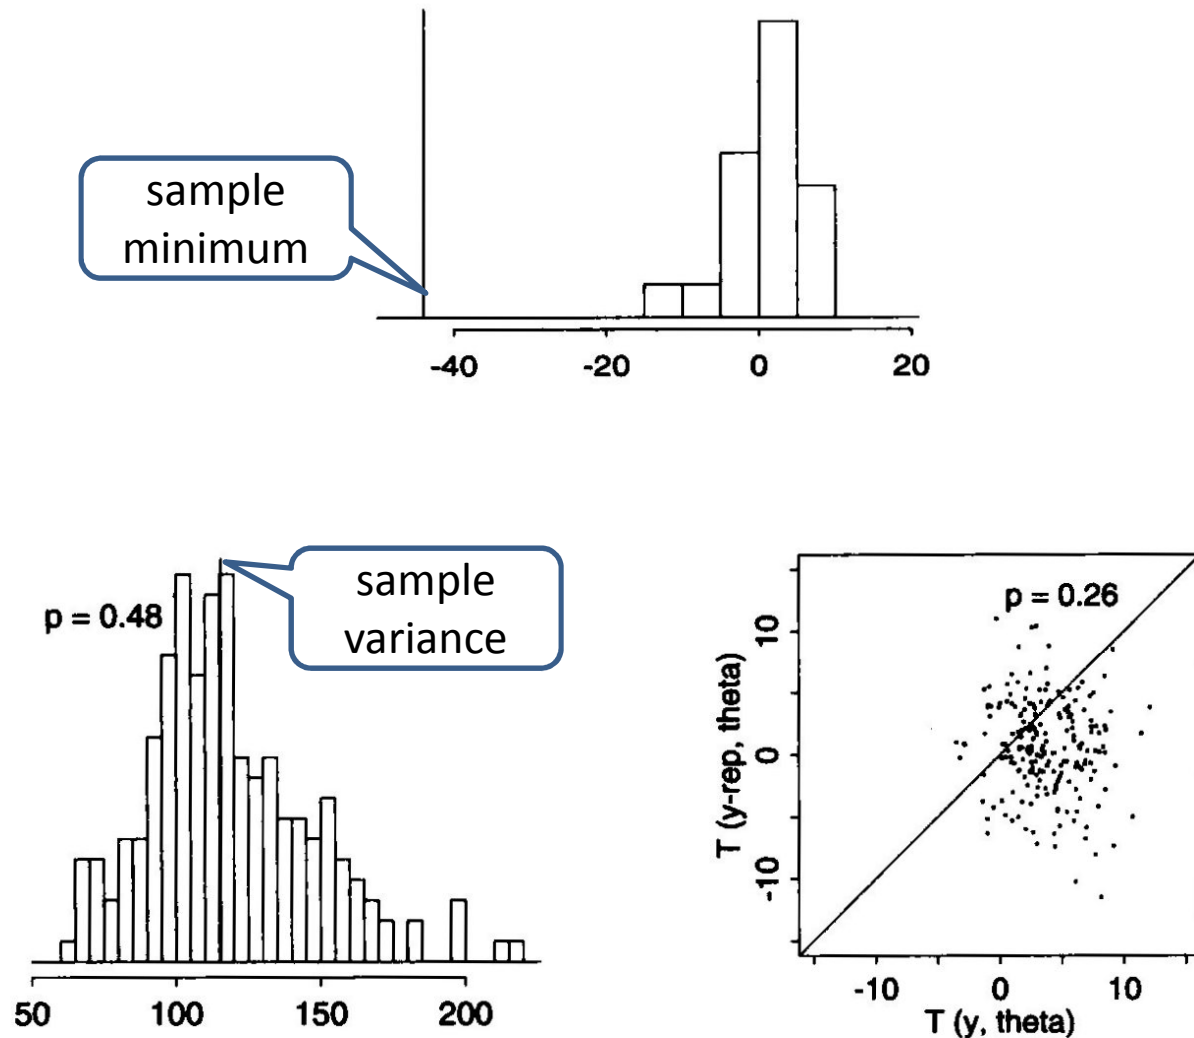 sample
minimum
-40 -20 0 20
p = 0.48
sample
variance
50 100 150 200
p = 0.26
10
0
-10
T (y-rep, theta)
-10 0 10
T (y, theta)